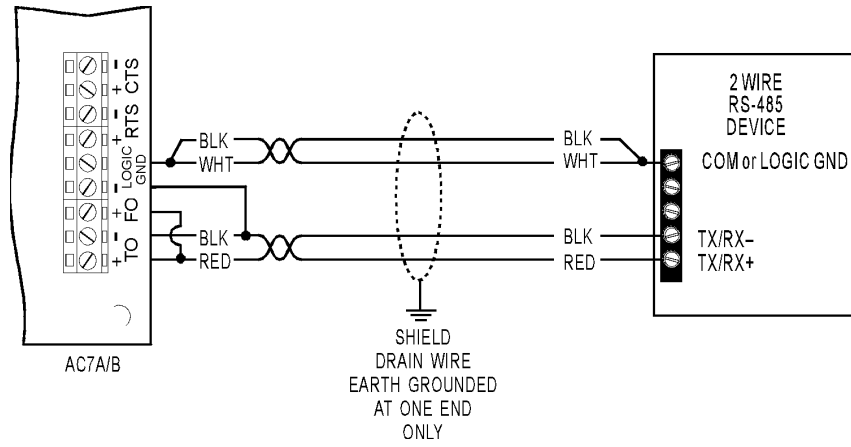 - CTS
+
- RTS
+
LOGIC
GND
- FO
+
- TO
+
BLK
WHT
BLK
RED
AC7A/B
SHIELD
DRAIN WIRE
EARTH GROUNDED
AT ONE END
ONLY
BLK
WHT
BLK
RED
2 WIRE
RS-485
DEVICE
COM or LOGIC GND
TX/RX–
TX/RX+